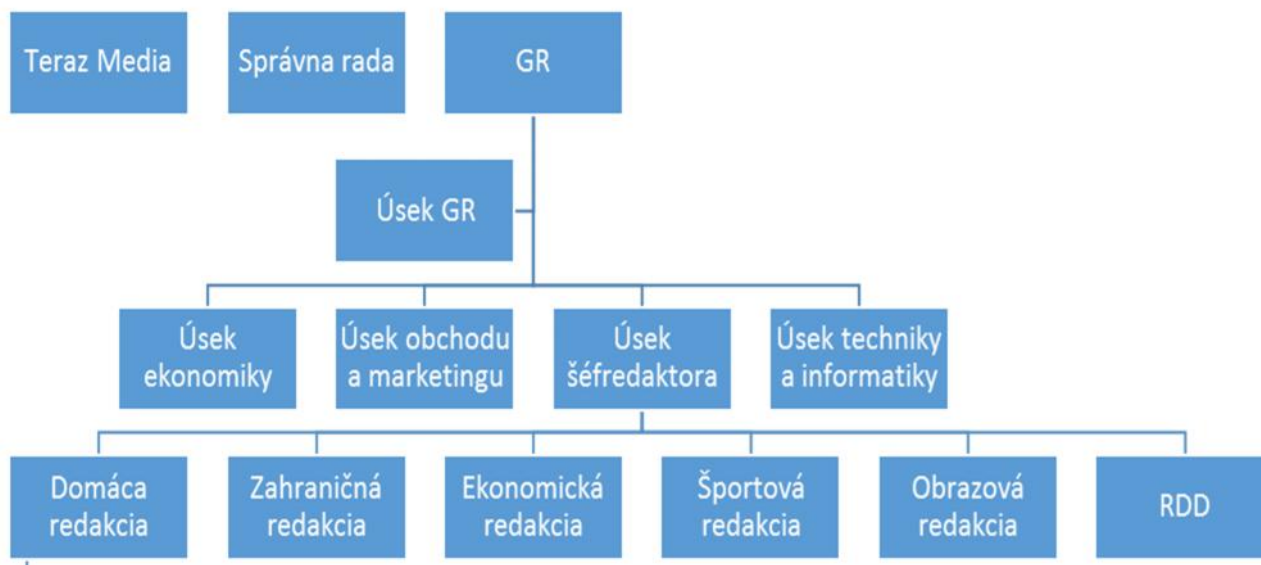 Teraz Media
Správna rada
GR
Úsek GR
Úsek
ekonomiky
Úsek obchodu
a marketingu
Úsek
šéfredaktora
Úsek techniky
a informatiky
Domáca
redakcia
Zahraničná
redakcia
Ekonomická
redakcia
Športová
redakcia
Obrazová
redakcia
RDD